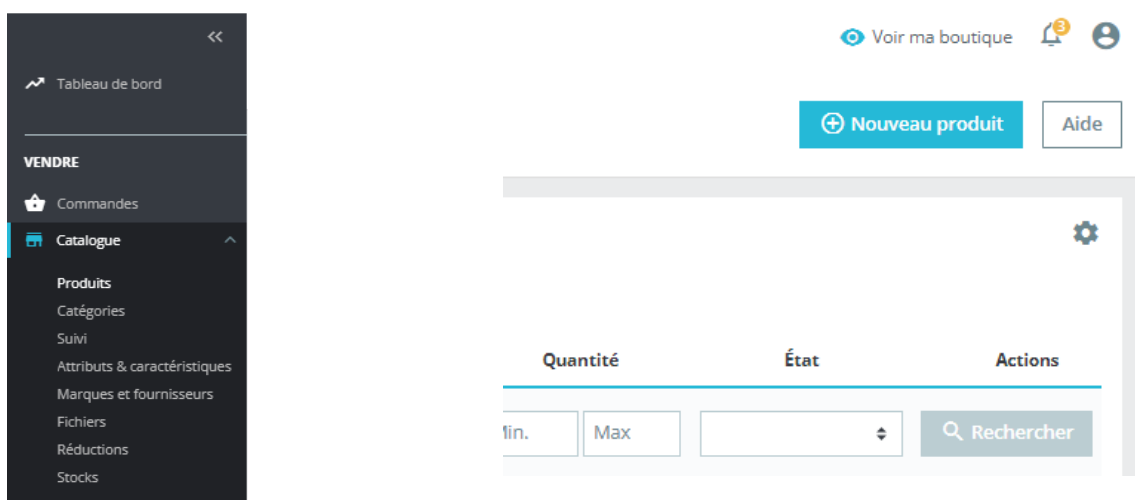 Tableau de bord
VENDRE
Commandes
Catalogue
Produits
Catégories
Suivi
Attributs & caractéristiques
Marques et fournisseurs
Fichiers
Réductions
Stocks
Voir ma boutique 3
Nouveau produit Aide
Quantité État Actions
Min. Max Rechercher